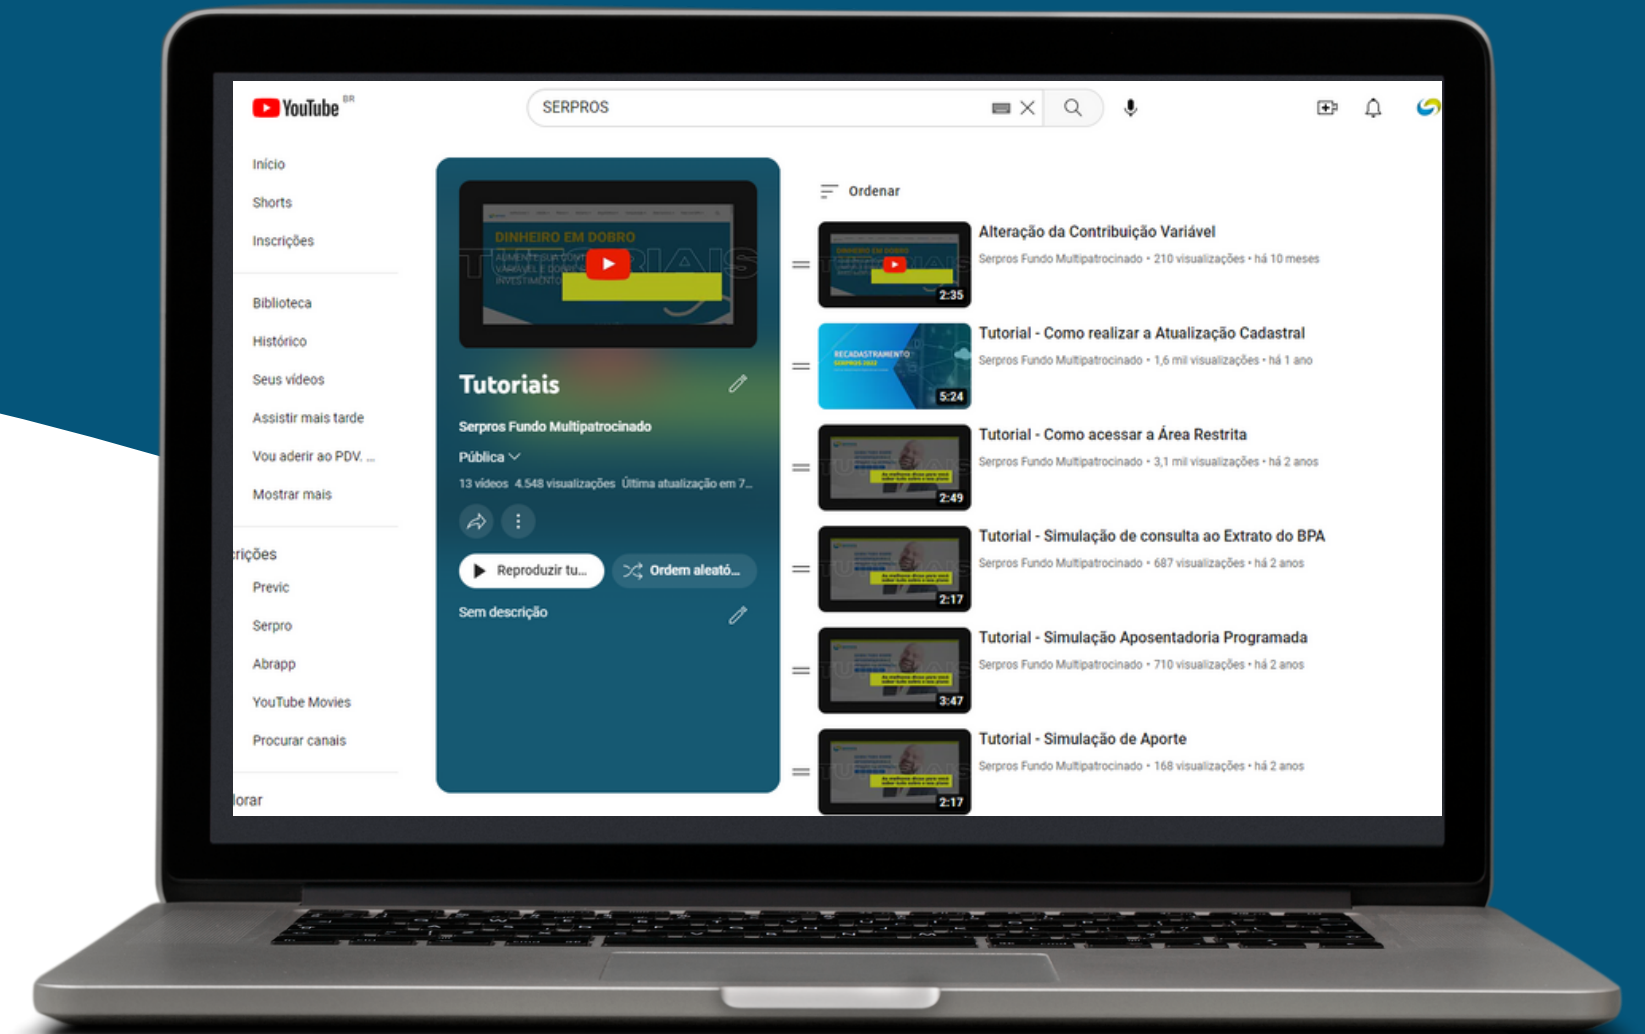 YouTube BR
SERPROS
Início
Shorts
Inscrições
Biblioteca
Histórico
Seus vídeos
Assistir mais tarde
Vou aderir ao PDV. ...
Mostrar mais
crições
Previc
Serpro
Abrapp
YouTube Movies
Procurar canais
lorar
DINHEIRO EM DOBRO
TUTORIAIS
Tutoriais
Serpros Fundo Multipatrocinado
Pública
13 vídeos 4.548 visualizações Última atualização em 7...
Reproduzir tu...
Ordem aleató...
Sem descrição
Ordenar
2:35
Alteração da Contribuição Variável
Serpros Fundo Multipatrocinado • 210 visualizações • há 10 meses
RECADASTRAMENTO
SERPROS 2022
5:24
Tutorial - Como realizar a Atualização Cadastral
Serpros Fundo Multipatrocinado • 1,6 mil visualizações • há 1 ano
2:49
Tutorial - Como acessar a Área Restrita
Serpros Fundo Multipatrocinado • 3,1 mil visualizações • há 2 anos
2:17
Tutorial - Simulação de consulta ao Extrato do BPA
Serpros Fundo Multipatrocinado • 687 visualizações • há 2 anos
3:47
Tutorial - Simulação Aposentadoria Programada
Serpros Fundo Multipatrocinado • 710 visualizações • há 2 anos
2:17
Tutorial - Simulação de Aporte
Serpros Fundo Multipatrocinado • 168 visualizações • há 2 anos